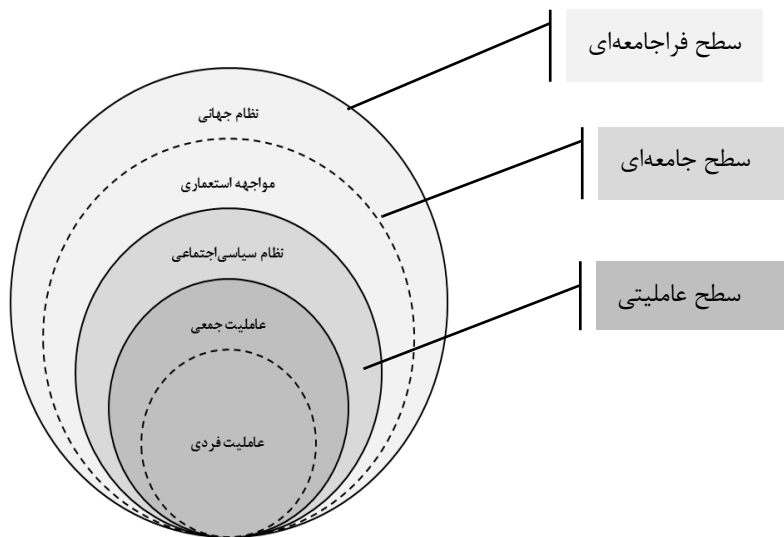 سطح فراجامعه‌ای
نظام جهانی
سطح جامعه‌ای
مواجهه استعماری
نظام سیاسی‌اجتماعی
سطح عاملیتی
عاملیت جمعی
عاملیت فردی